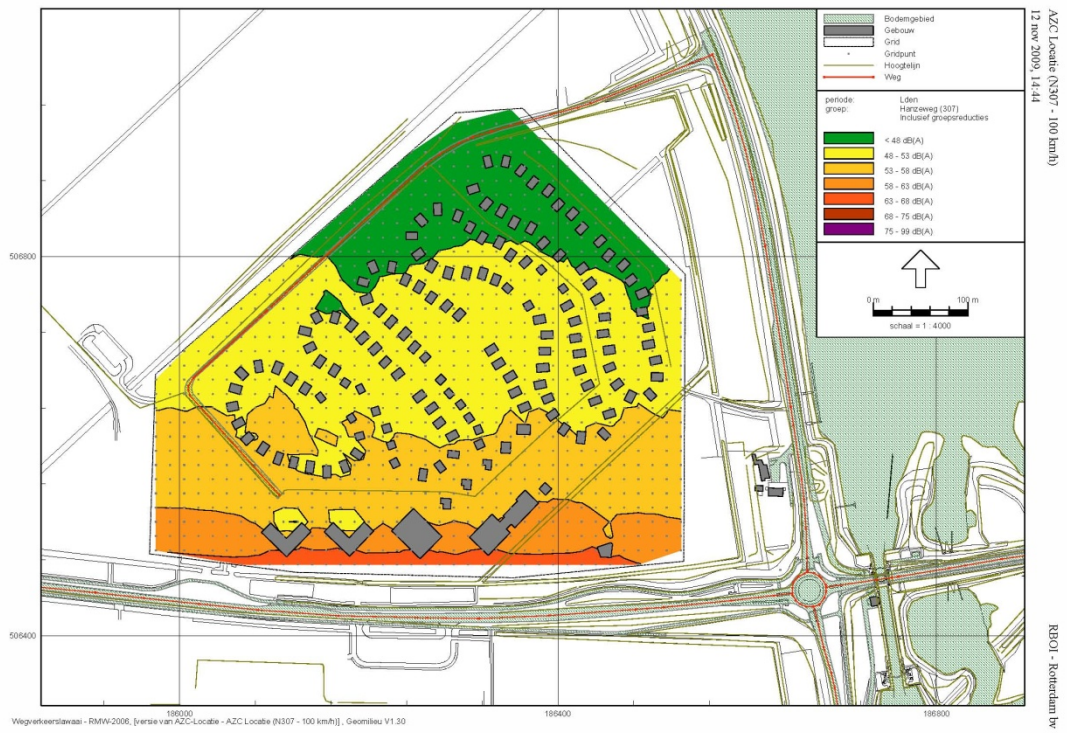 AZC Locatie (N307 - 100 km/h)
12 nov 2009, 14:44
Bodemgebied
Gebouw
Grid
Gridpunt
Hoogtelijn
Weg
periode: Lden
groep: Hanzeweg (307)
Inclusief groepsreducties
< 48 dB(A)
48 - 53 dB(A)
53 - 58 dB(A)
58 - 63 dB(A)
63 - 68 dB(A)
68 - 75 dB(A)
75 - 99 dB(A)
0 m 100 m
schaal = 1 : 4000
506800
506400
186000 186400 186800
Wegverkeerslawaai - RMW-2006, [versie van AZC-Locatie - AZC Locatie (N307 - 100 km/h)] , Geomilieu V1.30
RBOI - Rotterdam bv